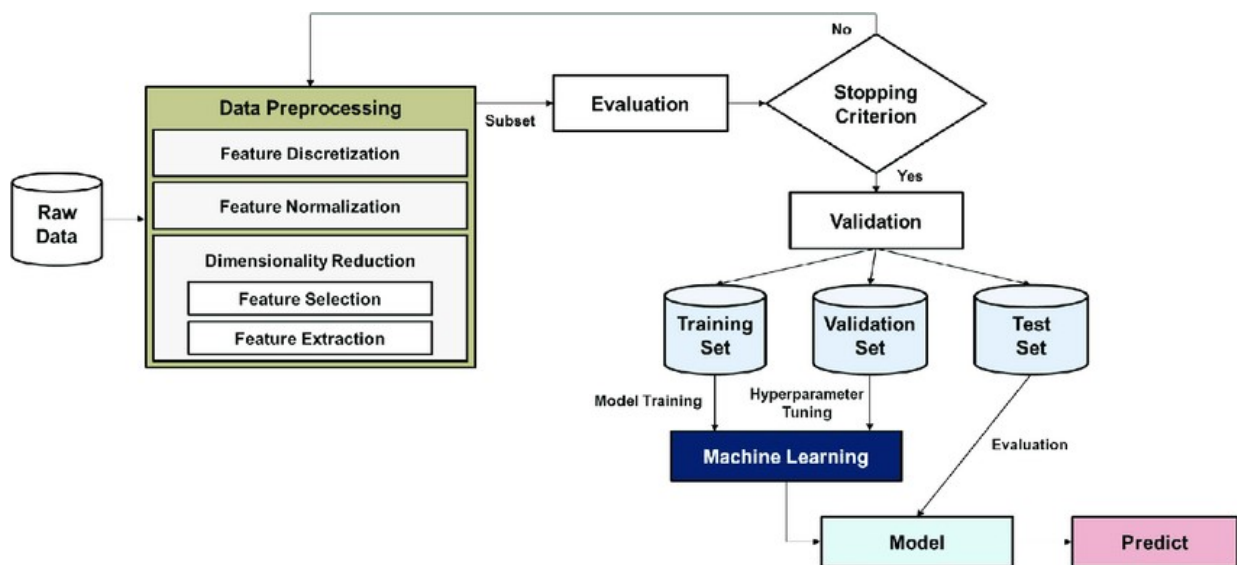 No
Data Preprocessing
Feature Discretization
Feature Normalization
Dimensionality Reduction
Feature Selection
Feature Extraction
Raw
Data
Subset
Evaluation
Stopping
Criterion
Yes
Validation
Training
Set
Validation
Set
Test
Set
Model Training
Hyperparameter
Tuning
Evaluation
Machine Learning
Model
Predict